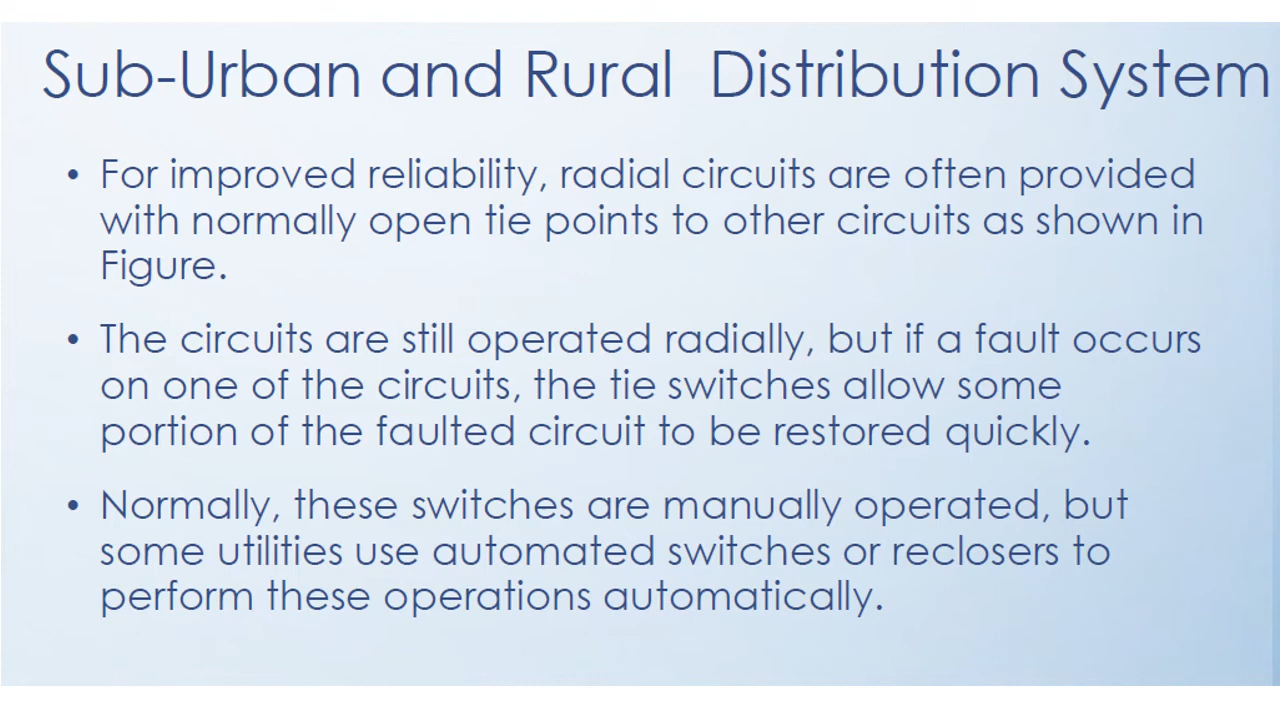 Sub-Urban and Rural Distribution System
• For improved reliability, radial circuits are often provided
with normally open tie points to other circuits as shown in
Figure.
• The circuits are still operated radially, but if a fault occurs
on one of the circuits, the tie switches allow some
portion of the faulted circuit to be restored quickly.
• Normally, these switches are manually operated, but
some utilities use automated switches or reclosers to
perform these operations automatically.